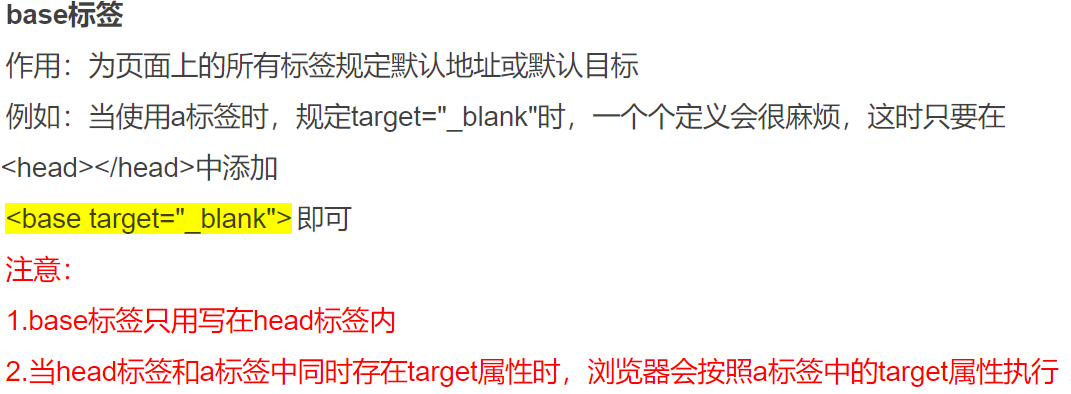 base标签
作用：为页面上的所有标签规定默认地址或默认目标
例如：当使用a标签时，规定target="_blank"时，一个个定义会很麻烦，这时只要在
<head></head>中添加
<base target="_blank"> 即可
注意：
1.base标签只用写在head标签内
2.当head标签和a标签中同时存在target属性时，浏览器会按照a标签中的target属性执行